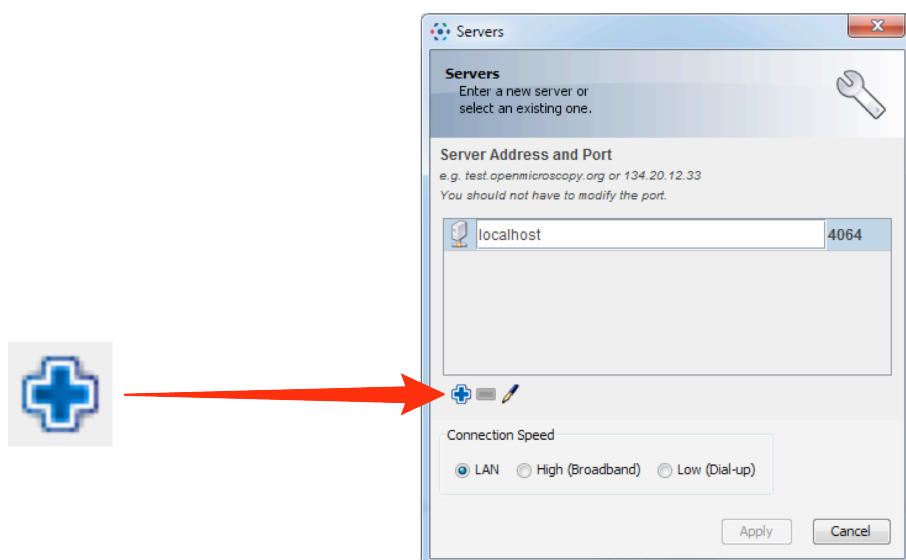 Servers
Servers
Enter a new server or
select an existing one.
Server Address and Port
e.g. test.openmicroscopy.org or 134.20.12.33
You should not have to modify the port.
localhost 4064
Connection Speed
LAN High (Broadband) Low (Dial-up)
Apply Cancel